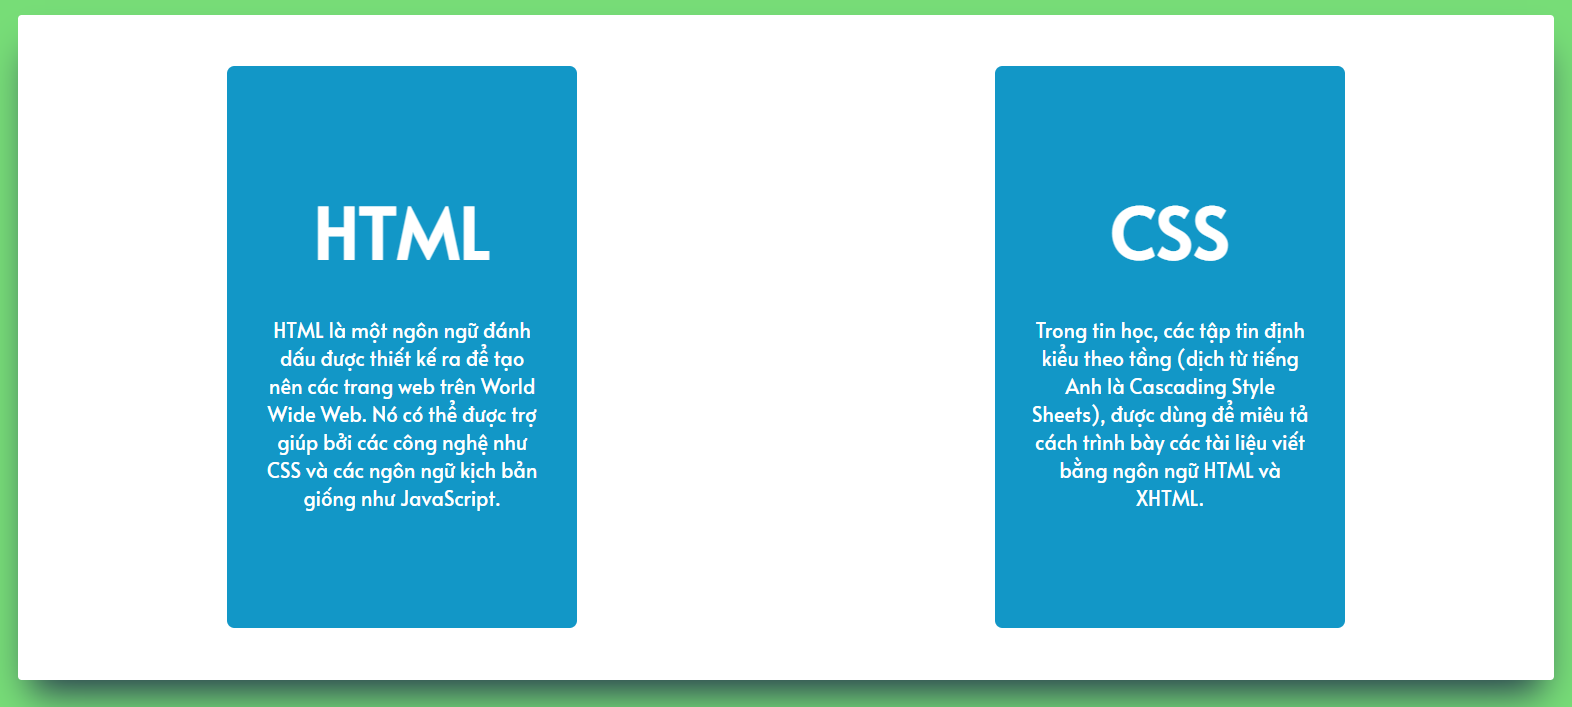 HTML
HTML là một ngôn ngữ đánh
dấu được thiết kế ra để tạo
nên các trang web trên World
Wide Web. Nó có thể được trợ
giúp bởi các công nghệ như
CSS và các ngôn ngữ kịch bản
giống như JavaScript.
CSS
Trong tin học, các tập tin định
kiểu theo tầng (dịch từ tiếng
Anh là Cascading Style
Sheets), được dùng để miêu tả
cách trình bày các tài liệu viết
bằng ngôn ngữ HTML và
XHTML.